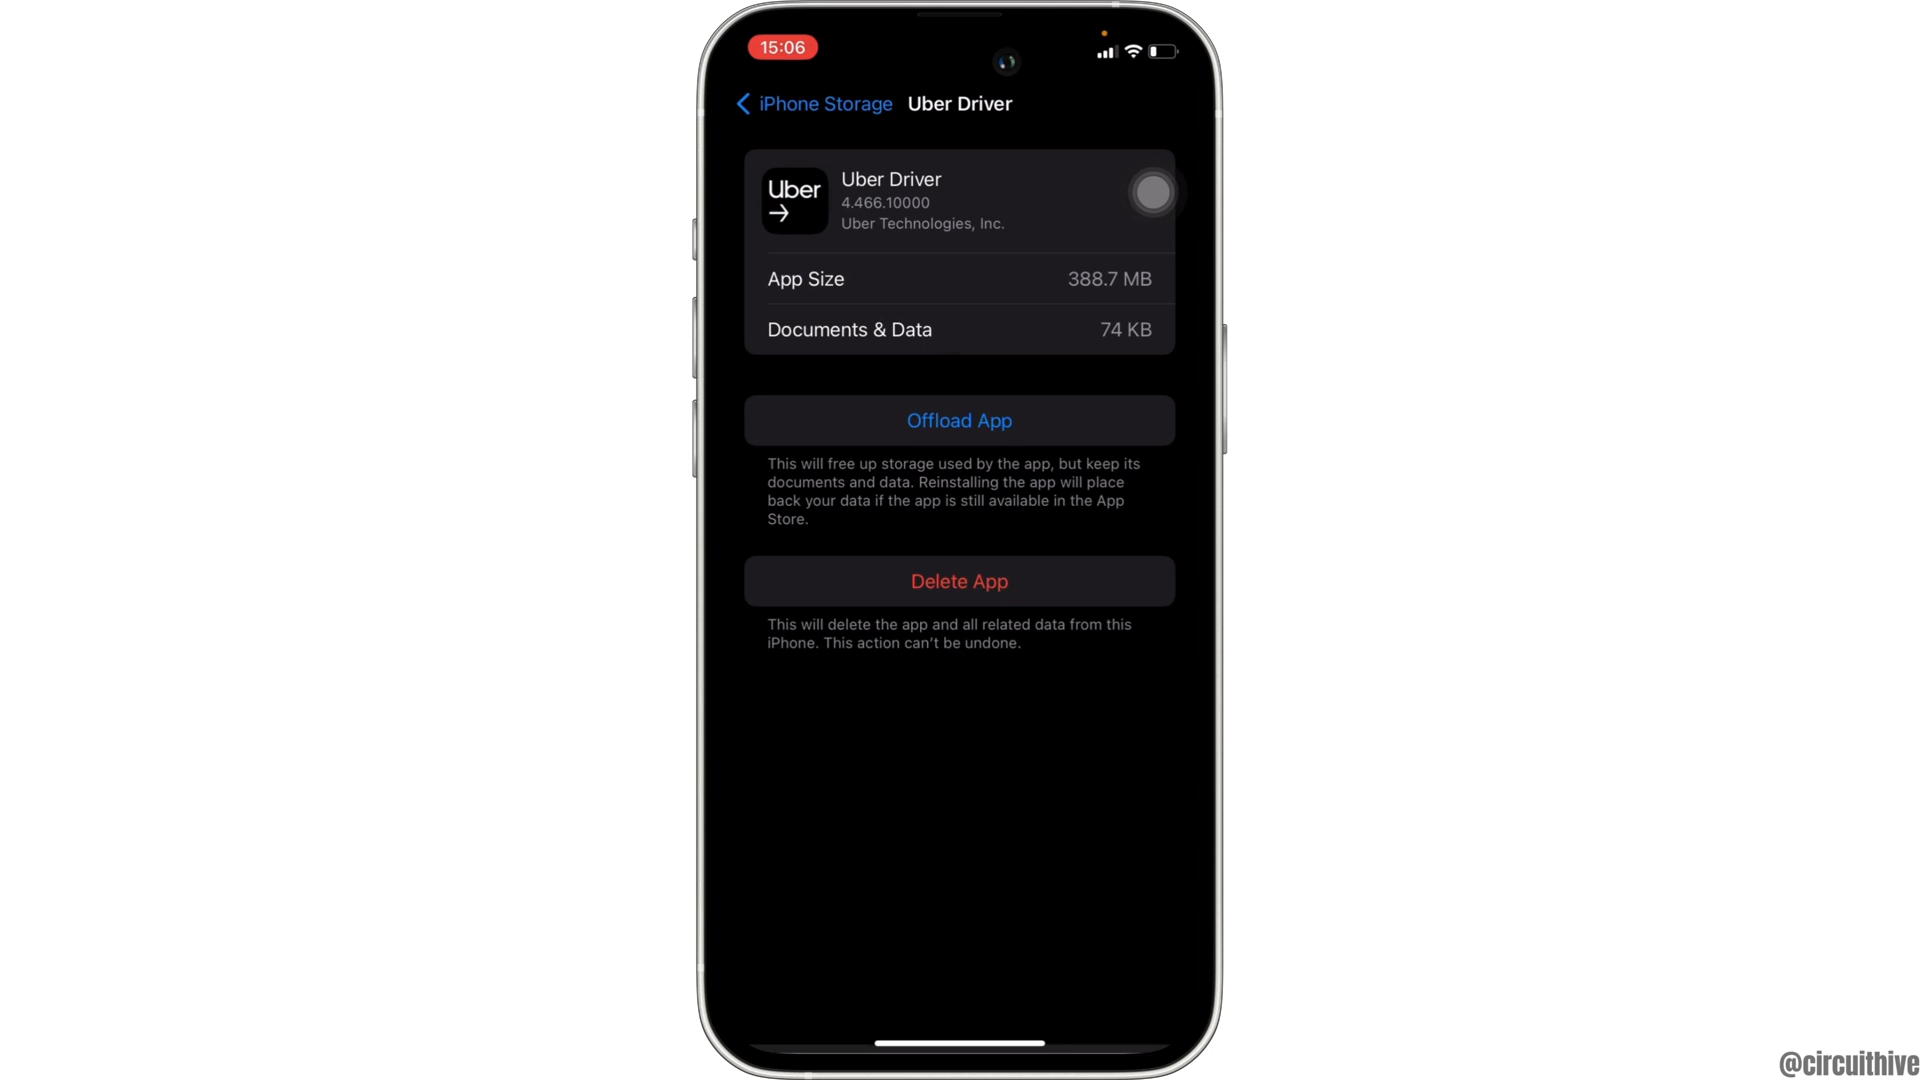 15:06
iPhone Storage Uber Driver
Uber
Uber Driver
4.466.10000
Uber Technologies, Inc.
App Size 388.7 MB
Documents & Data 74 KB
Offload App
This will free up storage used by the app, but keep its
documents and data. Reinstalling the app will place
back your data if the app is still available in the App
Store.
Delete App
This will delete the app and all related data from this
iPhone. This action can't be undone.
@circuithive